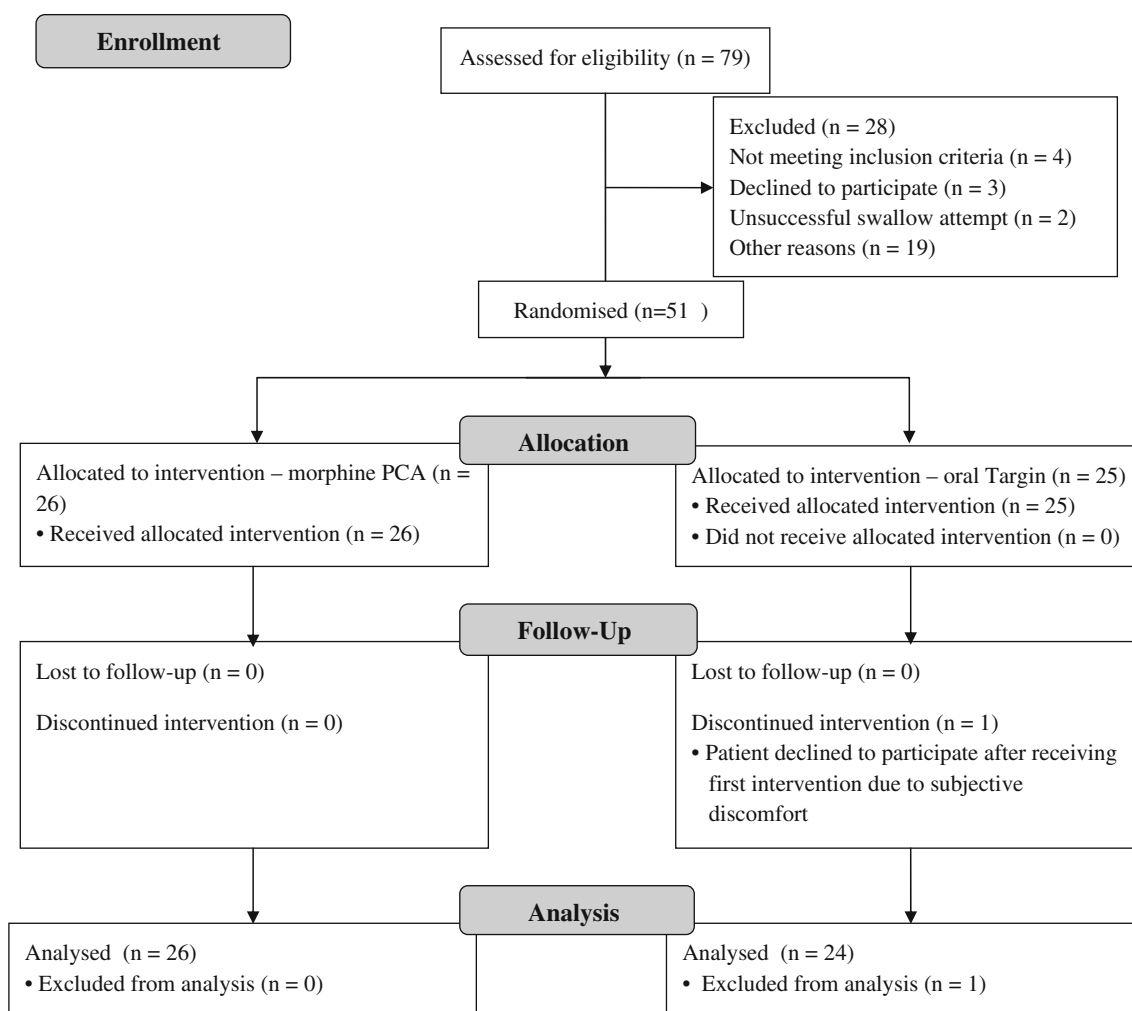 Enrollment
Assessed for eligibility (n = 79)
Excluded (n = 28)
Not meeting inclusion criteria (n = 4)
Declined to participate (n = 3)
Unsuccessful swallow attempt (n = 2)
Other reasons (n = 19)
Randomised (n=51 )
Allocation
Allocated to intervention – morphine PCA (n =
26)
• Received allocated intervention (n = 26)
Allocated to intervention – oral Targin (n = 25)
• Received allocated intervention (n = 25)
• Did not receive allocated intervention (n = 0)
Follow-Up
Lost to follow-up (n = 0)
Discontinued intervention (n = 0)
Lost to follow-up (n = 0)
Discontinued intervention (n = 1)
• Patient declined to participate after receiving
first intervention due to subjective
discomfort
Analysis
Analysed (n = 26)
• Excluded from analysis (n = 0)
Analysed (n = 24)
• Excluded from analysis (n = 1)